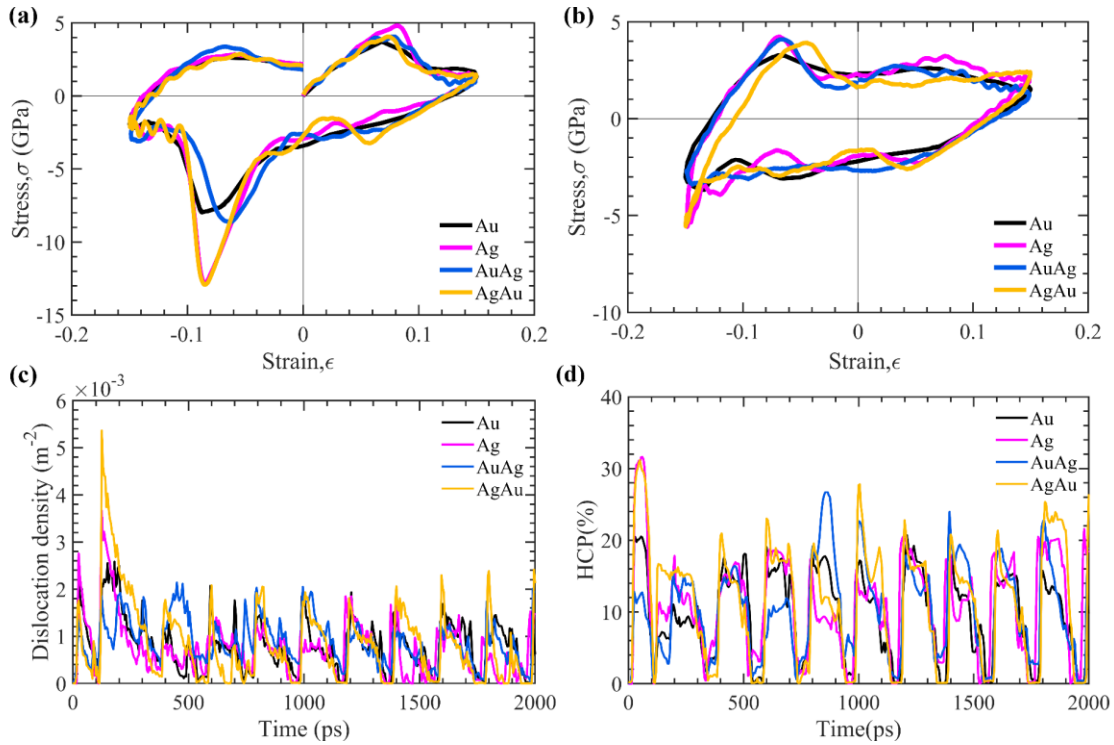 (a)
5
0
-5
-10
-15
Stress,σ (GPa)
Au
Ag
AuAg
AgAu
-0.2
-0.1
0
0.1
0.2
Strain,ϵ
(b)
5
0
-5
-10
Stress,σ (GPa)
Au
Ag
AuAg
AgAu
-0.2
-0.1
0
0.1
0.2
Strain,ϵ
(c)
×10⁻³
6
5
4
3
2
1
0
Dislocation density (m⁻²)
Au
Ag
AuAg
AgAu
0
500
1000
1500
2000
Time (ps)
(d)
40
30
20
10
0
HCP(%)
Au
Ag
AuAg
AgAu
0
500
1000
1500
2000
Time(ps)